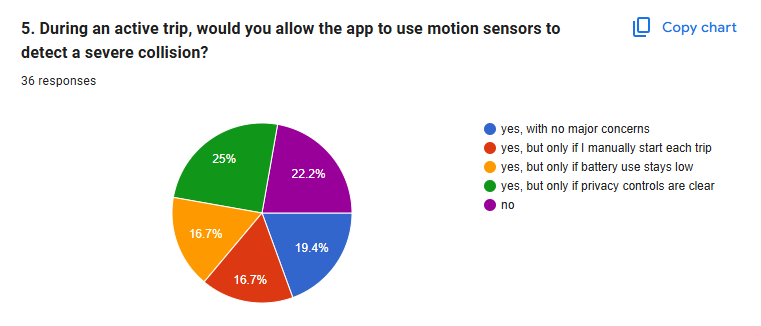 5. During an active trip, would you allow the app to use motion sensors to
detect a severe collision?
Copy chart
36 responses
yes, with no major concerns
yes, but only if I manually start each trip
yes, but only if battery use stays low
yes, but only if privacy controls are clear
no
25%
22.2%
16.7%
19.4%
16.7%